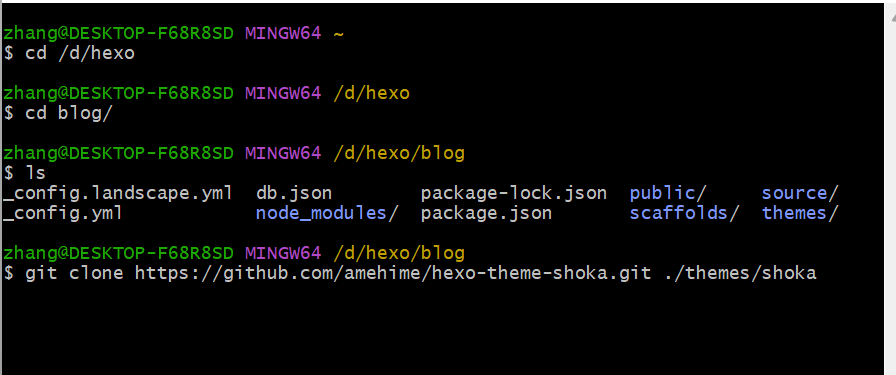 zhang@DESKTOP-F68R8SD MINGW64 ~
$ cd /d/hexo
zhang@DESKTOP-F68R8SD MINGW64 /d/hexo
$ cd blog/
zhang@DESKTOP-F68R8SD MINGW64 /d/hexo/blog
$ ls
_config.landscape.yml  db.json        package-lock.json  public/     source/
_config.yml            node_modules/  package.json       scaffolds/  themes/
zhang@DESKTOP-F68R8SD MINGW64 /d/hexo/blog
$ git clone https://github.com/amehime/hexo-theme-shoka.git ./themes/shoka